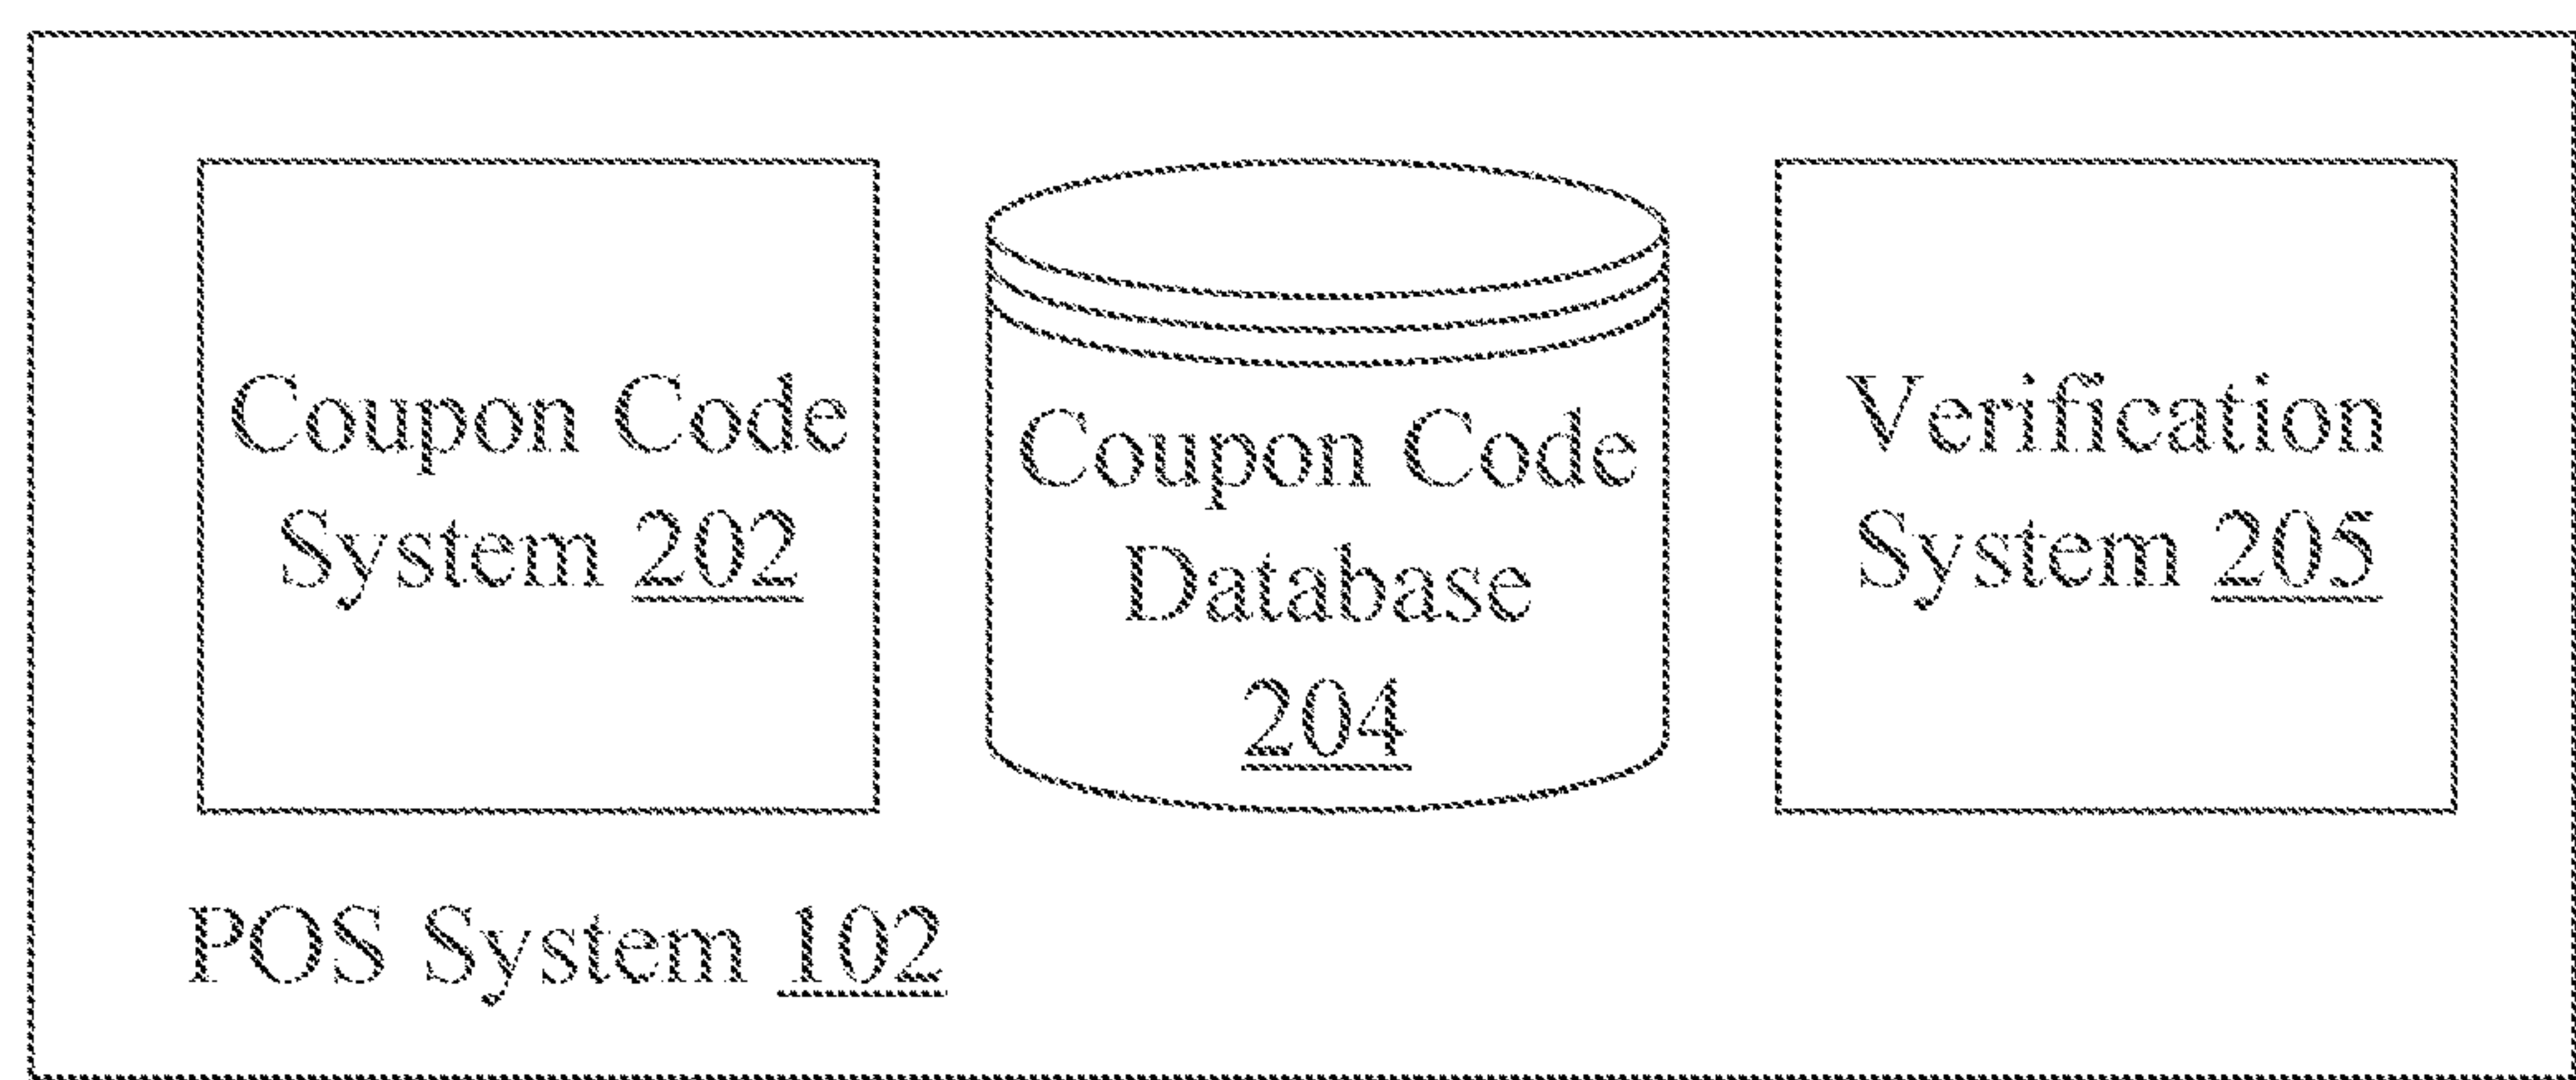 Coupon Code
System 202
Coupon Code
Database
204
Verification
System 205
POS System 102